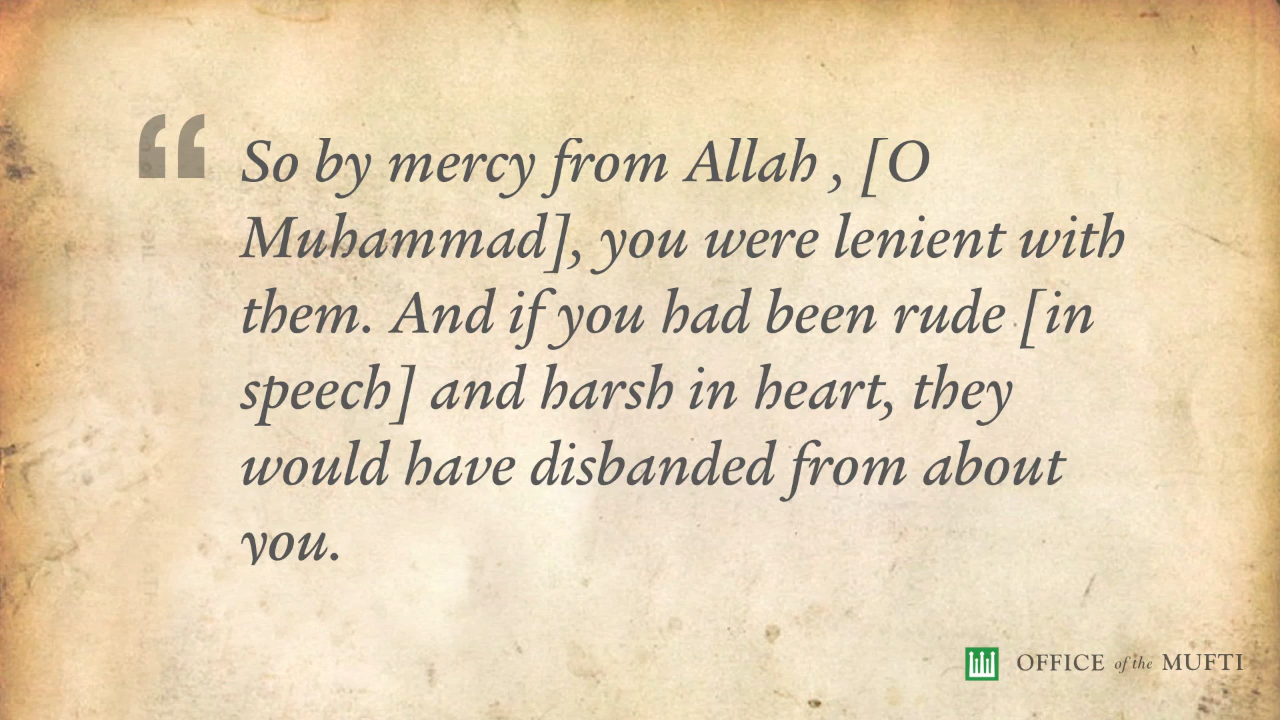 “ So by mercy from Allah , [O
Muhammad], you were lenient with
them. And if you had been rude [in
speech] and harsh in heart, they
would have disbanded from about
you.
OFFICE of the MUFTI